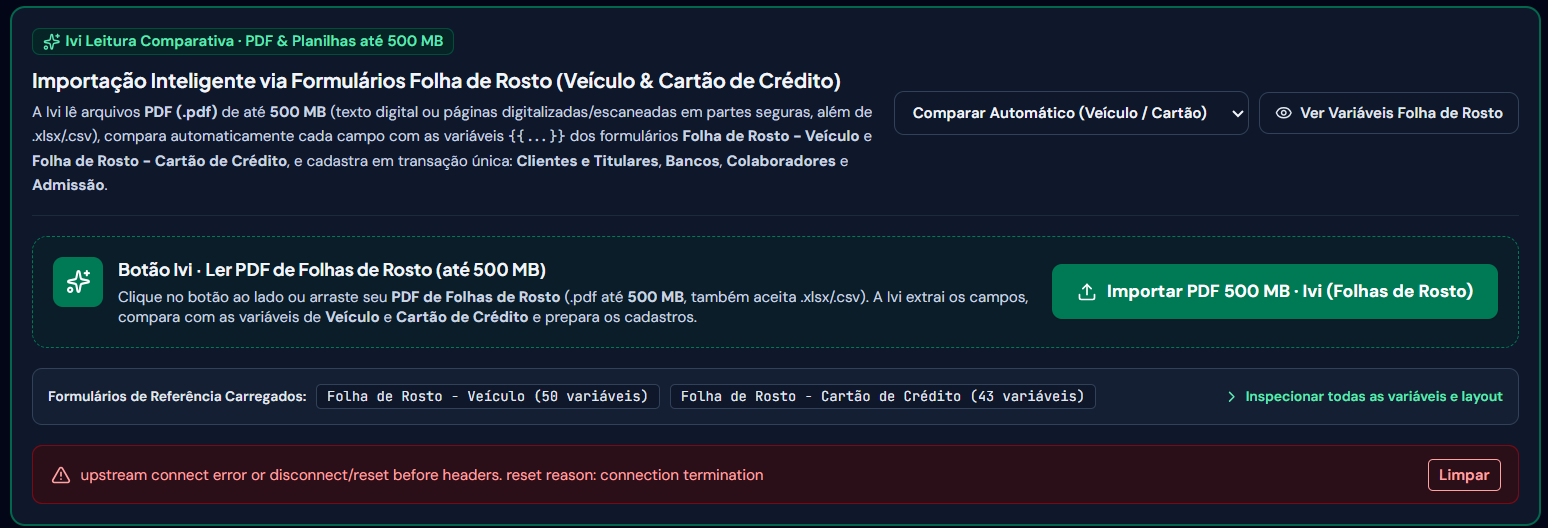 Ivi Leitura Comparativa · PDF & Planilhas até 500 MB
Importação Inteligente via Formulários Folha de Rosto (Veículo & Cartão de Crédito)
A Ivi lê arquivos PDF (.pdf) de até 500 MB (texto digital ou páginas digitalizadas/escaneadas em partes seguras, além de
.xlsx/.csv), compara automaticamente cada campo com as variáveis {{...}} dos formulários Folha de Rosto - Veículo e
Folha de Rosto - Cartão de Crédito, e cadastra em transação única: Clientes e Titulares, Bancos, Colaboradores e
Admissão.
Comparar Automático (Veículo / Cartão)
Ver Variáveis Folha de Rosto
Botão Ivi · Ler PDF de Folhas de Rosto (até 500 MB)
Clique no botão ao lado ou arraste seu PDF de Folhas de Rosto (.pdf até 500 MB, também aceita .xlsx/.csv). A Ivi extrai os campos,
compara com as variáveis de Veículo e Cartão de Crédito e prepara os cadastros.
Importar PDF 500 MB · Ivi (Folhas de Rosto)
Formulários de Referência Carregados:
Folha de Rosto - Veículo (50 variáveis)
Folha de Rosto - Cartão de Crédito (43 variáveis)
Inspecionar todas as variáveis e layout
upstream connect error or disconnect/reset before headers. reset reason: connection termination
Limpar